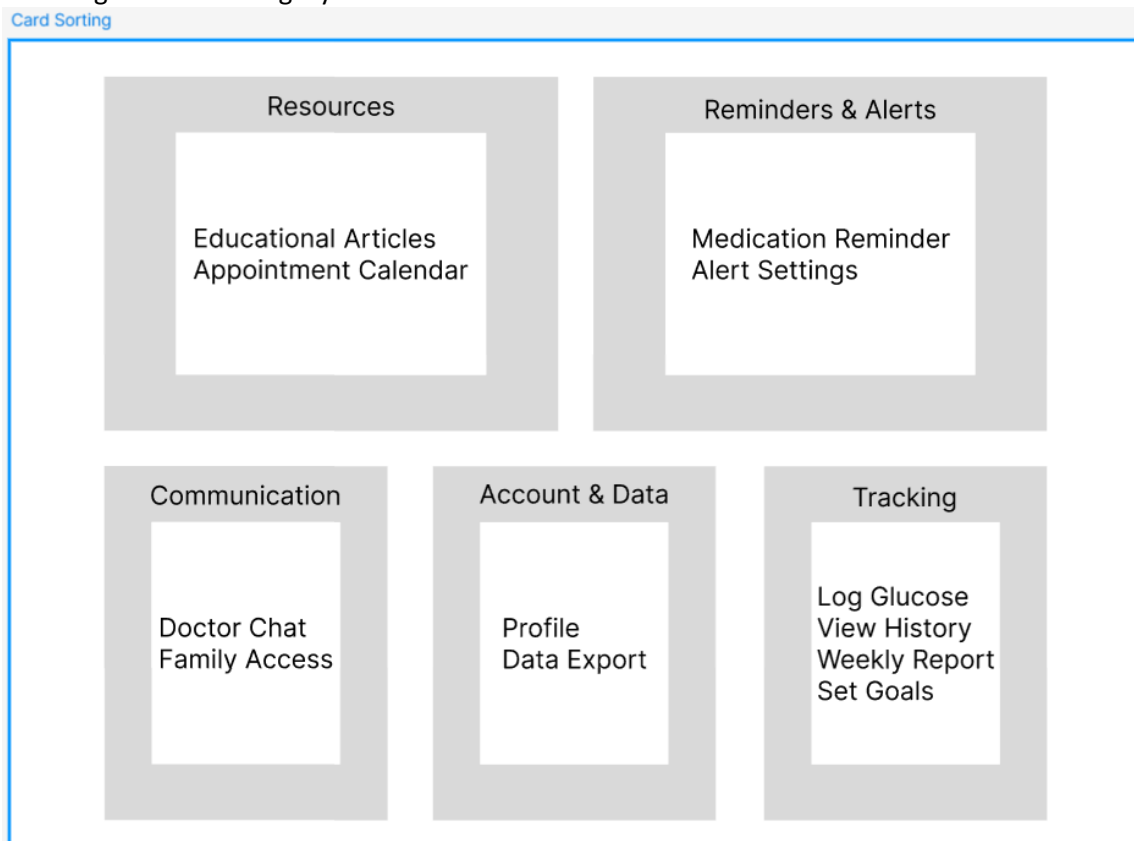 Card Sorting
Resources
Educational Articles
Appointment Calendar
Reminders & Alerts
Medication Reminder
Alert Settings
Communication
Doctor Chat
Family Access
Account & Data
Profile
Data Export
Tracking
Log Glucose
View History
Weekly Report
Set Goals